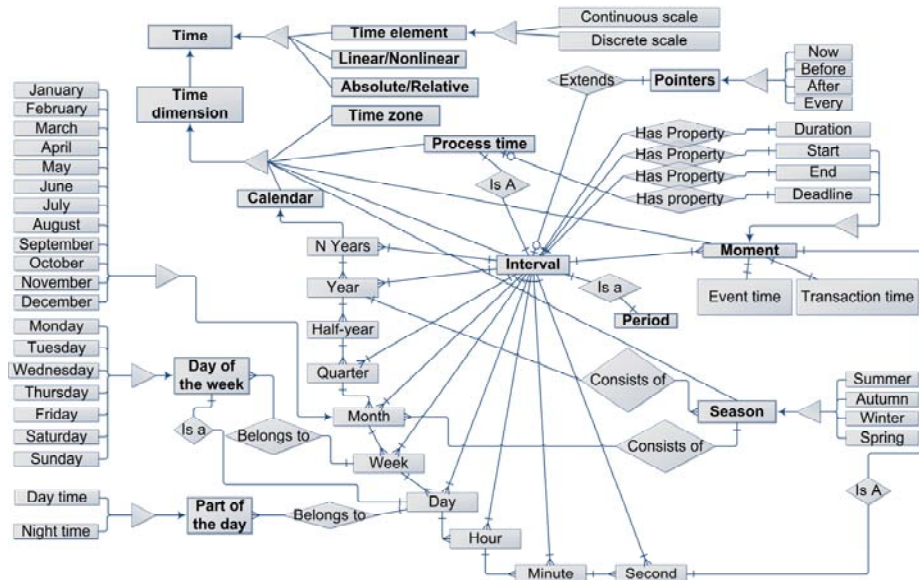 Time
Time element
Continuous scale
Discrete scale
Linear/Nonlinear
Absolute/Relative
Time
dimension
Time zone
Process time
Is A
Calendar
Extends
Pointers
Now
Before
After
Every
Has Property
Duration
Has Property
Start
Has Property
End
Has property
Deadline
January
February
March
April
May
June
July
August
September
October
November
December
N Years
Year
Half-year
Quarter
Month
Week
Day
Hour
Minute
Second
Interval
Moment
Event time
Transaction time
Is a
Period
Consists of
Season
Consists of
Summer
Autumn
Winter
Spring
Is A
Monday
Tuesday
Wednesday
Thursday
Friday
Saturday
Sunday
Day of
the week
Is a
Belongs to
Day time
Night time
Part of
the day
Belongs to